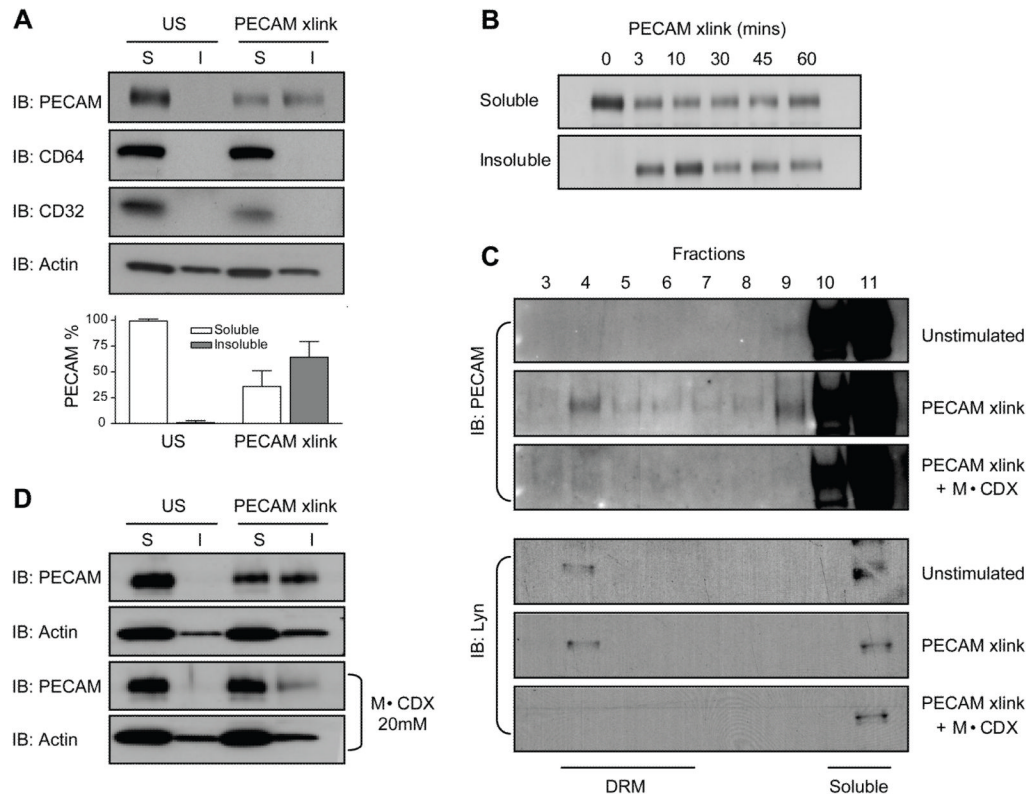 A
US PECAM xlink
S I S I
IB: PECAM
IB: CD64
IB: CD32
IB: Actin
PECAM %
100
75
50
25
0
Soluble
Insoluble
US PECAM xlink
B
PECAM xlink (mins)
0 3 10 30 45 60
Soluble
Insoluble
C
Fractions
3 4 5 6 7 8 9 10 11
IB: PECAM
Unstimulated
PECAM xlink
PECAM xlink
+ M•CDX
IB: Lyn
Unstimulated
PECAM xlink
PECAM xlink
+ M•CDX
DRM Soluble
D
US PECAM xlink
S I S I
IB: PECAM
IB: Actin
IB: PECAM
IB: Actin
M•CDX
20mM